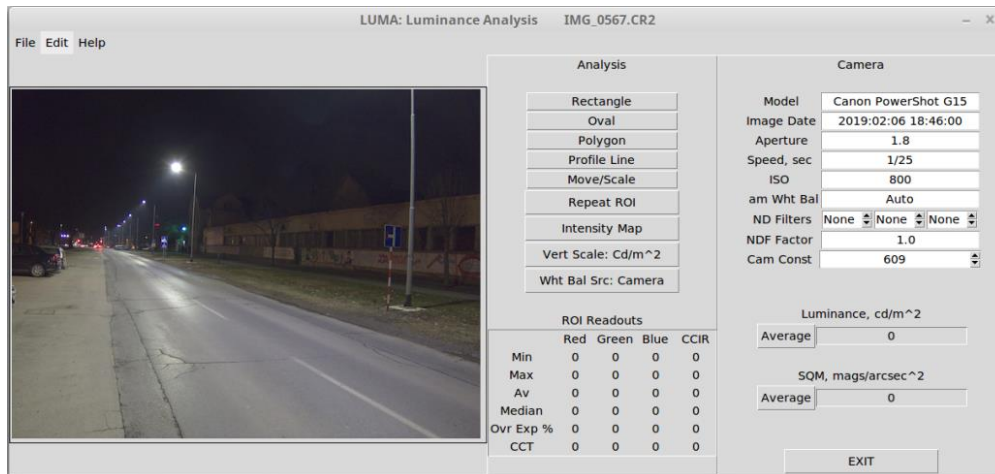 LUMA: Luminance Analysis IMG_0567.CR2
File Edit Help
Analysis
Rectangle
Oval
Polygon
Profile Line
Move/Scale
Repeat ROI
Intensity Map
Vert Scale: Cd/m^2
Wht Bal Src: Camera
ROI Readouts
Red Green Blue CCIR
Min 0 0 0 0
Max 0 0 0 0
Av 0 0 0 0
Median 0 0 0 0
Ovr Exp % 0 0 0 0
CCT 0 0 0 0
Camera
Model Canon PowerShot G15
Image Date 2019:02:06 18:46:00
Aperture 1.8
Speed, sec 1/25
ISO 800
am Wht Bal Auto
ND Filters None None None
NDF Factor 1.0
Cam Const 609
Luminance, cd/m^2
Average 0
SQM, mags/arcsec^2
Average 0
EXIT